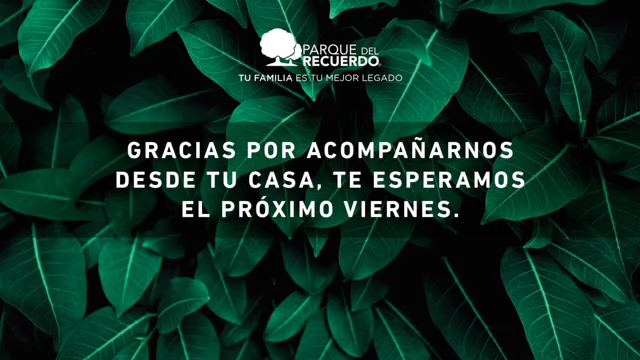 PARQUE DEL
RECUERDO
TU FAMILIA ES TU MEJOR LEGADO
GRACIAS POR ACOMPAÑARNOS
DESDE TU CASA, TE ESPERAMOS
EL PRÓXIMO VIERNES.